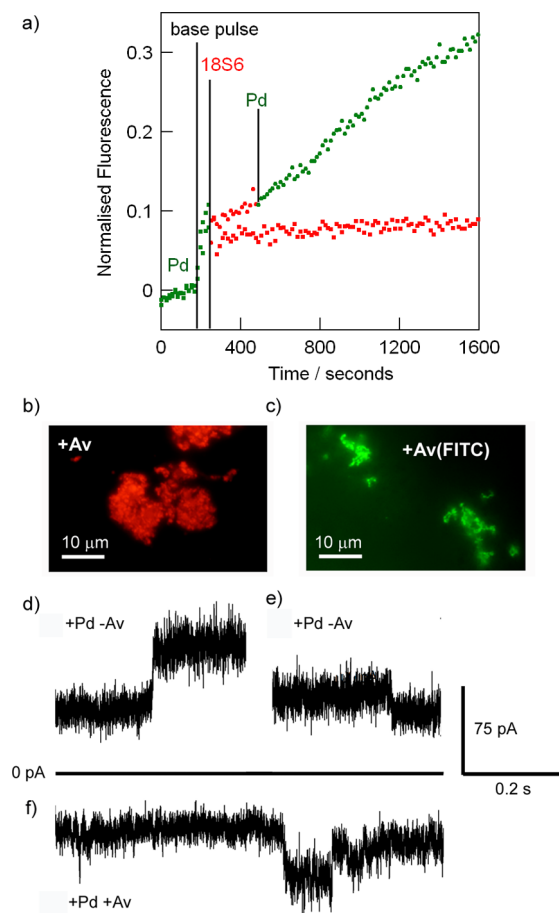 a)
base pulse
18S6
Pd
Pd
Normalised Fluorescence
0.3
0.2
0.1
0
0 400 800 1200 1600
Time / seconds
b) c)
+Av
10 μm
+Av(FITC)
10 μm
d) e)
+Pd -Av
+Pd -Av
75 pA
0.2 s
0 pA
f)
+Pd +Av